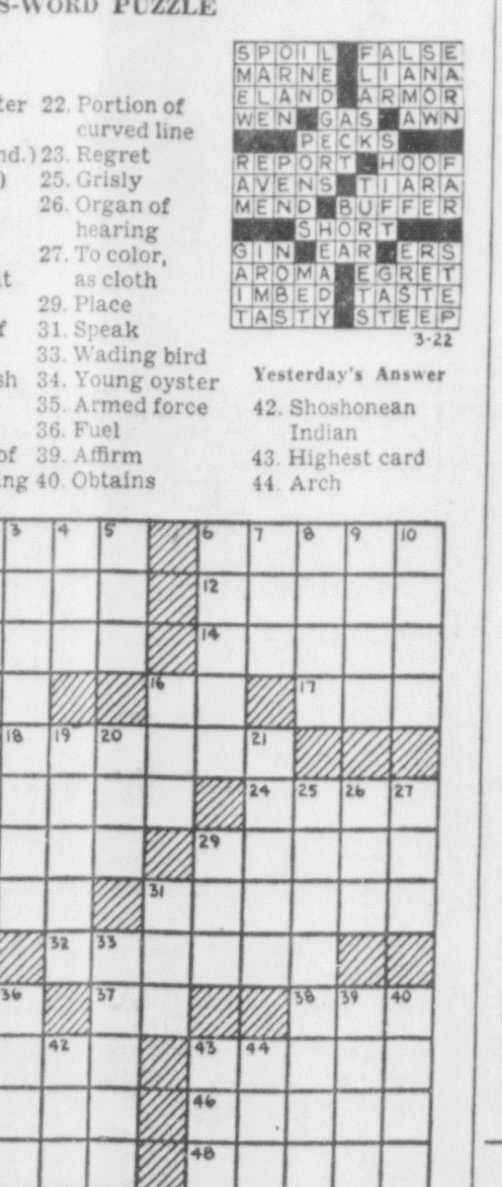 S-WORD PUZZLE
ter 22. Portion of
curved line
nd.) 23. Regret
) 25. Grisly
26. Organ of
hearing
27. To color,
t as cloth
29. Place
f 31. Speak
33. Wading bird
sh 34. Young oyster
35. Armed force
36. Fuel
of 39. Affirm
ng 40. Obtains
SPOIL FALSE
MARNE LIANA
ELAND ARMOR
WEN GAS AWN
PECKS
REPORT HOOF
AVENS TIARA
MEND BUFFER
SHORT
GIN EAR ERS
AROMA EGRET
IMBED TASTE
TASTY STEEP
3-22
Yesterday's Answer
42. Shoshonean
Indian
43. Highest card
44. Arch
3 4 5 6 7 8 9 10
12
14
16 17
18 19 20 21
24 25 26 27
29
31
32 33
36 37 38 39 40
42 43 44
46
48